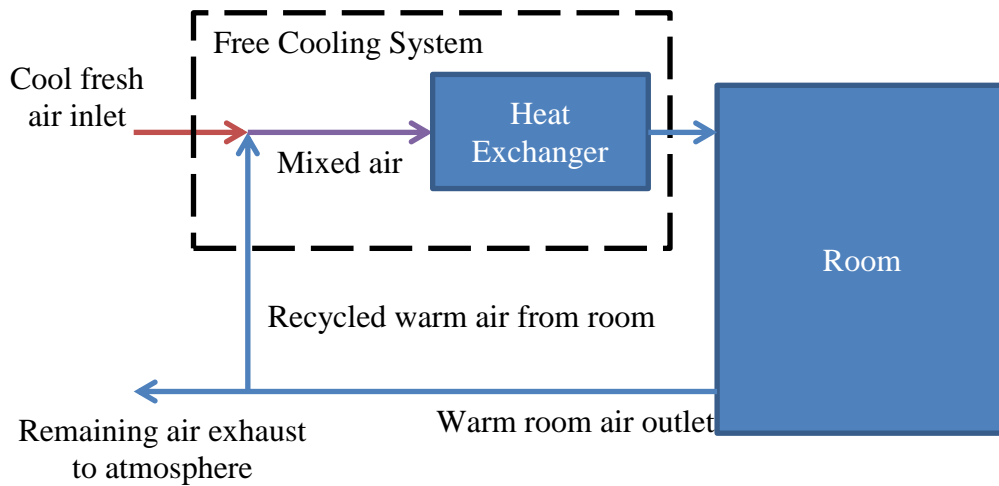 Free Cooling System
Cool fresh
air inlet
Mixed air
Heat
Exchanger
Room
Recycled warm air from room
Warm room air outlet
Remaining air exhaust
to atmosphere